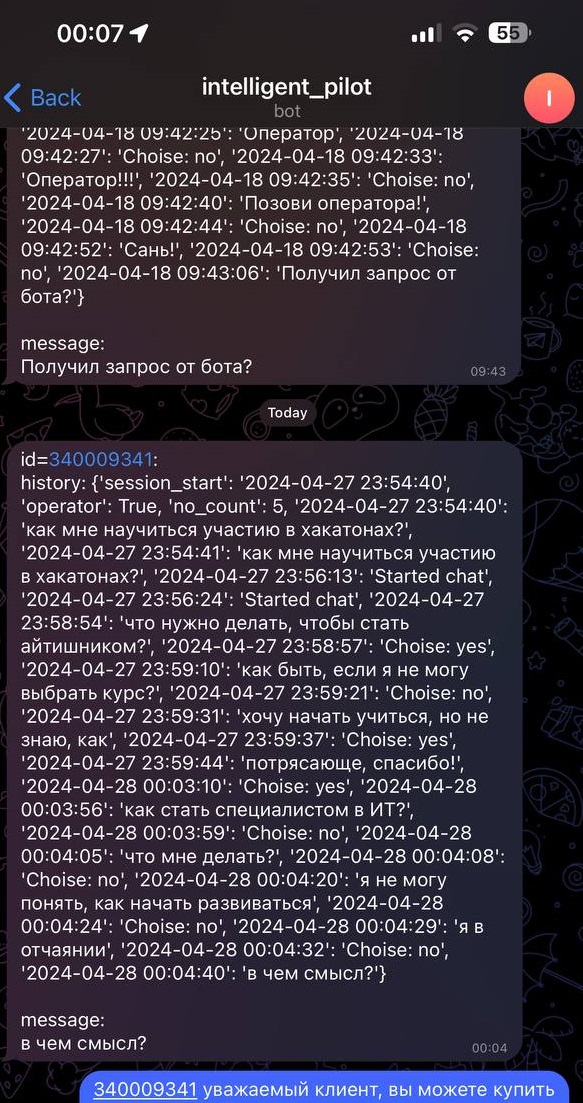 00:07
55
Back
intelligent_pilot
bot
'2024-04-18 09:42:25': 'Оператор', '2024-04-18
09:42:27': 'Choise: no', '2024-04-18 09:42:33':
'Оператор!!!', '2024-04-18 09:42:35': 'Choise: no',
'2024-04-18 09:42:40': 'Позови оператора!',
'2024-04-18 09:42:44': 'Choise: no', '2024-04-18
09:42:52': 'Сань!', '2024-04-18 09:42:53': 'Choise:
no', '2024-04-18 09:43:06': 'Получил запрос от
бота?'}
message:
Получил запрос от бота?
09:43
Today
id=340009341:
history: {'session_start': '2024-04-27 23:54:40',
'operator': True, 'no_count': 5, '2024-04-27 23:54:40':
'как мне научиться участию в хакатонах?',
'2024-04-27 23:54:41': 'как мне научиться участию
в хакатонах?', '2024-04-27 23:56:13': 'Started chat',
'2024-04-27 23:56:24': 'Started chat', '2024-04-27
23:58:54': 'что нужно делать, чтобы стать
айтишником?', '2024-04-27 23:58:57': 'Choise: yes',
'2024-04-27 23:59:10': 'как быть, если я не могу
выбрать курс?', '2024-04-27 23:59:21': 'Choise: no',
'2024-04-27 23:59:31': 'хочу начать учиться, но не
знаю, как', '2024-04-27 23:59:37': 'Choise: yes',
'2024-04-27 23:59:44': 'потрясающе, спасибо!',
'2024-04-28 00:03:10': 'Choise: yes', '2024-04-28
00:03:56': 'как стать специалистом в ИТ?',
'2024-04-28 00:03:59': 'Choise: no', '2024-04-28
00:04:05': 'что мне делать?', '2024-04-28 00:04:08':
'Choise: no', '2024-04-28 00:04:20': 'я не могу
понять, как начать развиваться', '2024-04-28
00:04:24': 'Choise: no', '2024-04-28 00:04:29': 'я в
отчаянии', '2024-04-28 00:04:32': 'Choise: no',
'2024-04-28 00:04:40': 'в чем смысл?'}
message:
в чем смысл?
00:04
340009341 уважаемый клиент, вы можете купить